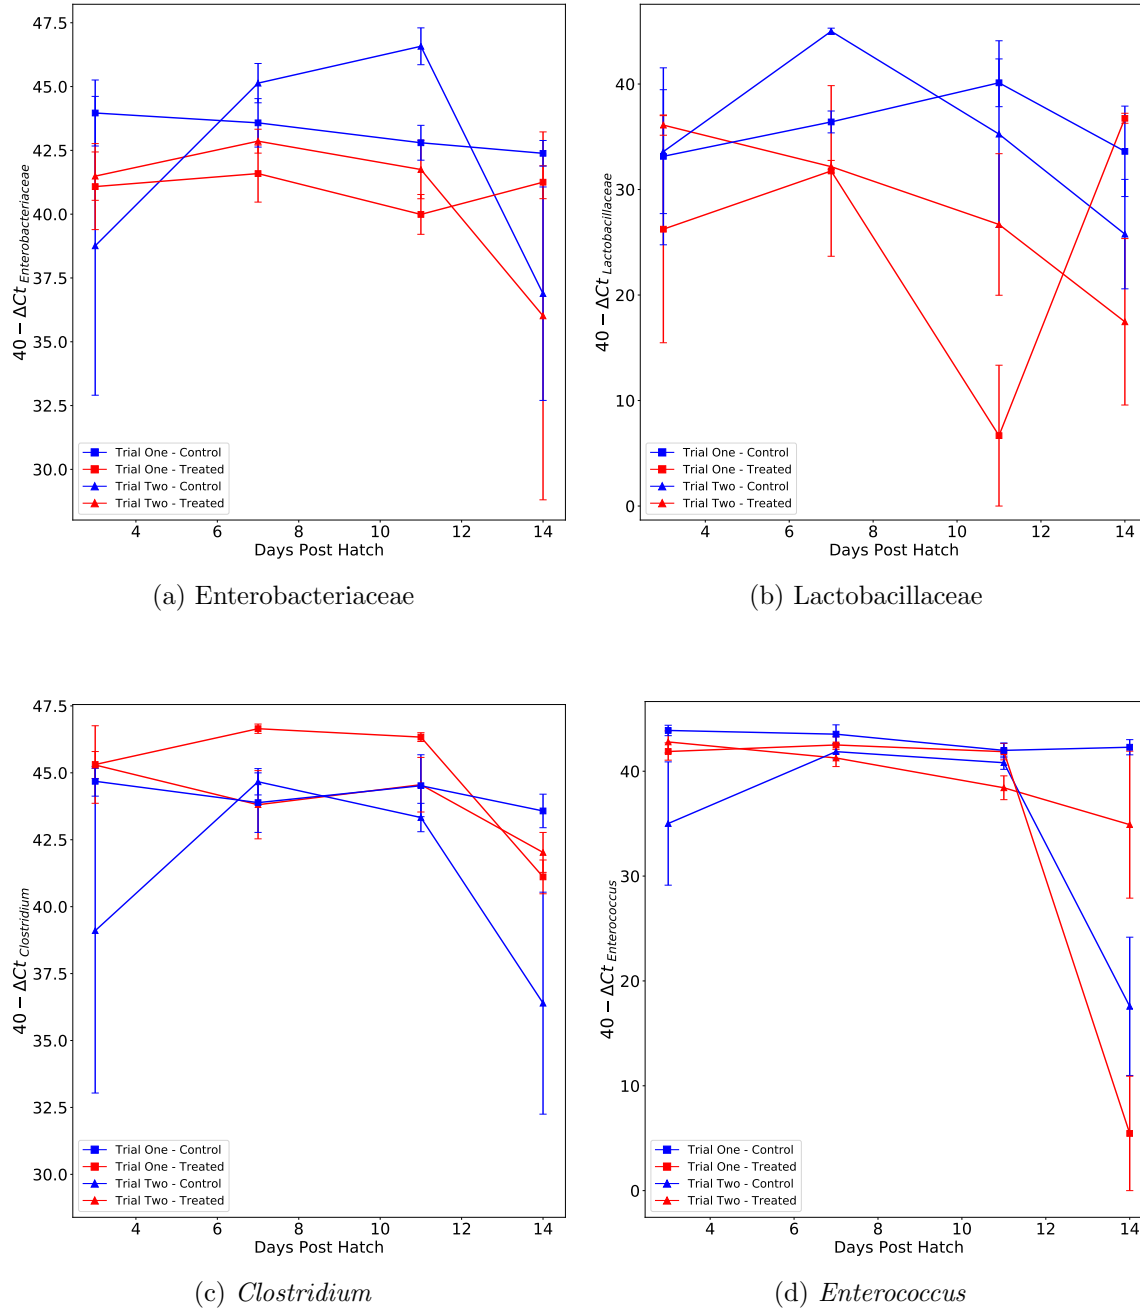 47.5
45.0
42.5
40.0
37.5
35.0
32.5
30.0
40 − ΔCt Enterobacteriaceae
Trial One - Control
Trial One - Treated
Trial Two - Control
Trial Two - Treated
4 6 8 10 12 14
Days Post Hatch
(a) Enterobacteriaceae
40
30
20
10
0
40 − ΔCt Lactobacillaceae
Trial One - Control
Trial One - Treated
Trial Two - Control
Trial Two - Treated
4 6 8 10 12 14
Days Post Hatch
(b) Lactobacillaceae
47.5
45.0
42.5
40.0
37.5
35.0
32.5
30.0
40 − ΔCt Clostridium
Trial One - Control
Trial One - Treated
Trial Two - Control
Trial Two - Treated
4 6 8 10 12 14
Days Post Hatch
(c) Clostridium
40
30
20
10
0
40 − ΔCt Enterococcus
Trial One - Control
Trial One - Treated
Trial Two - Control
Trial Two - Treated
4 6 8 10 12 14
Days Post Hatch
(d) Enterococcus